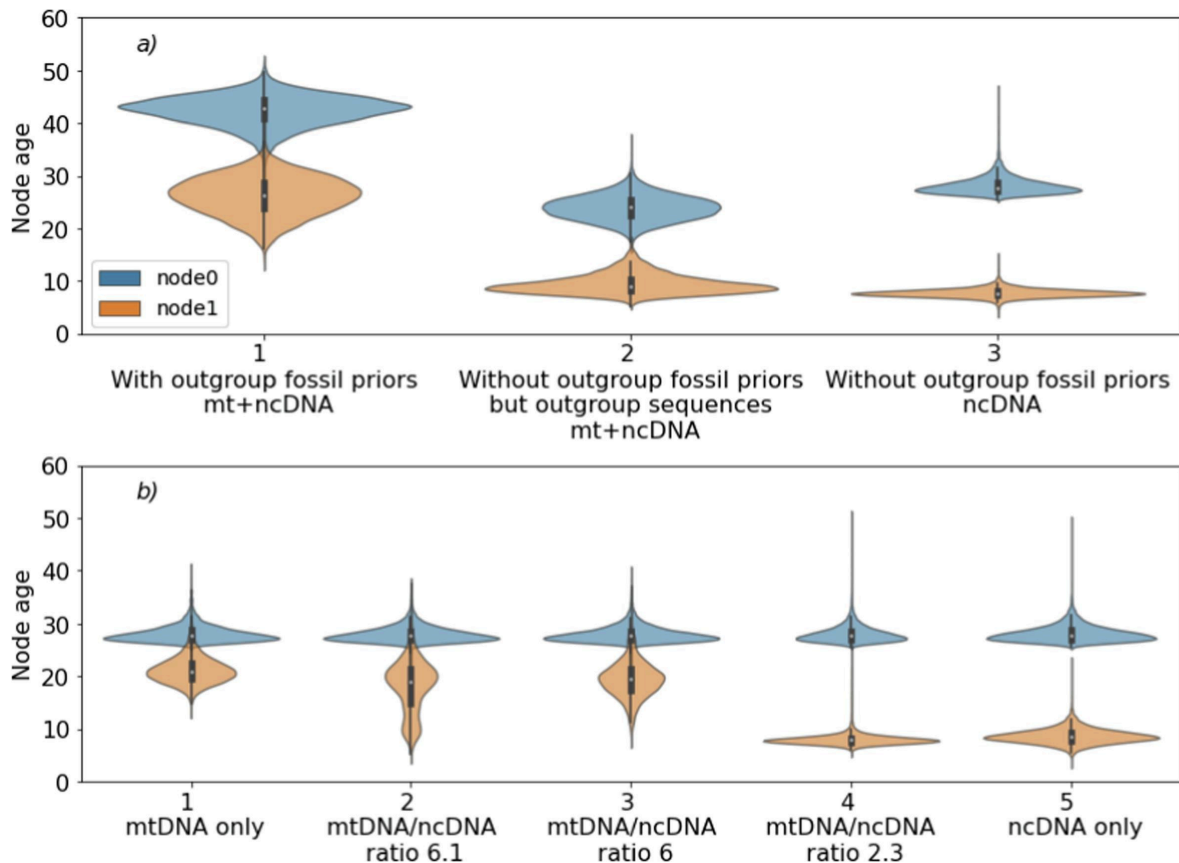 60
a)
50
40
30
20
10
0
Node age
node0
node1
1
2
3
With outgroup fossil priors
mt+ncDNA
Without outgroup fossil priors
but outgroup sequences
mt+ncDNA
Without outgroup fossil priors
ncDNA
60
b)
50
40
30
20
10
0
Node age
1
2
3
4
5
mtDNA only
mtDNA/ncDNA
ratio 6.1
mtDNA/ncDNA
ratio 6
mtDNA/ncDNA
ratio 2.3
ncDNA only